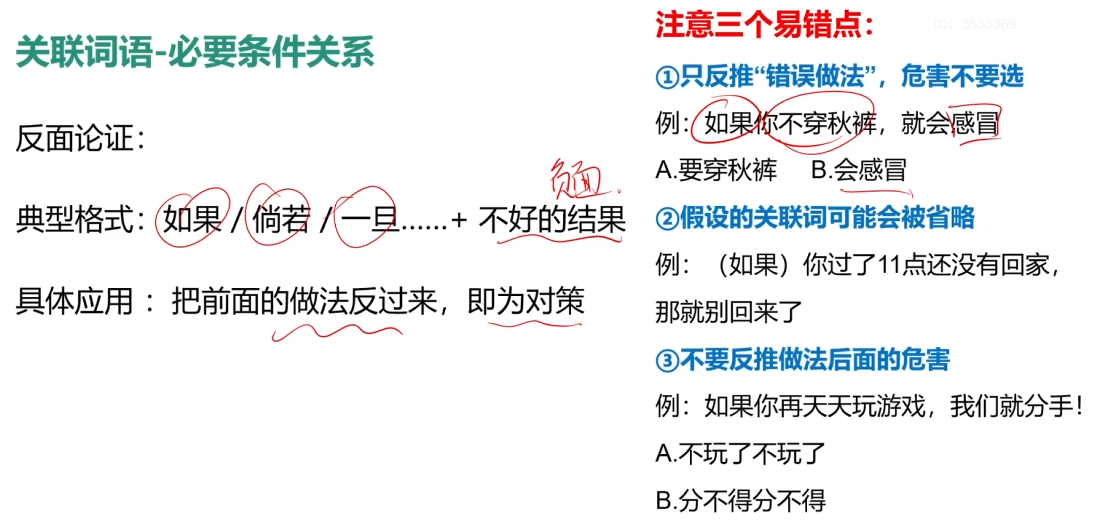 关联词语-必要条件关系
反面论证：
负面
典型格式：如果 / 倘若 / 一旦……+ 不好的结果
具体应用 ：把前面的做法反过来，即为对策
ID：3555369
注意三个易错点：
①只反推“错误做法”，危害不要选
例：如果你不穿秋裤，就会感冒
A.要穿秋裤 B.会感冒
②假设的关联词可能会被省略
例：（如果）你过了11点还没有回家，
那就别回来了
③不要反推做法后面的危害
例：如果你再天天玩游戏，我们就分手！
A.不玩了不玩了
B.分不得分不得